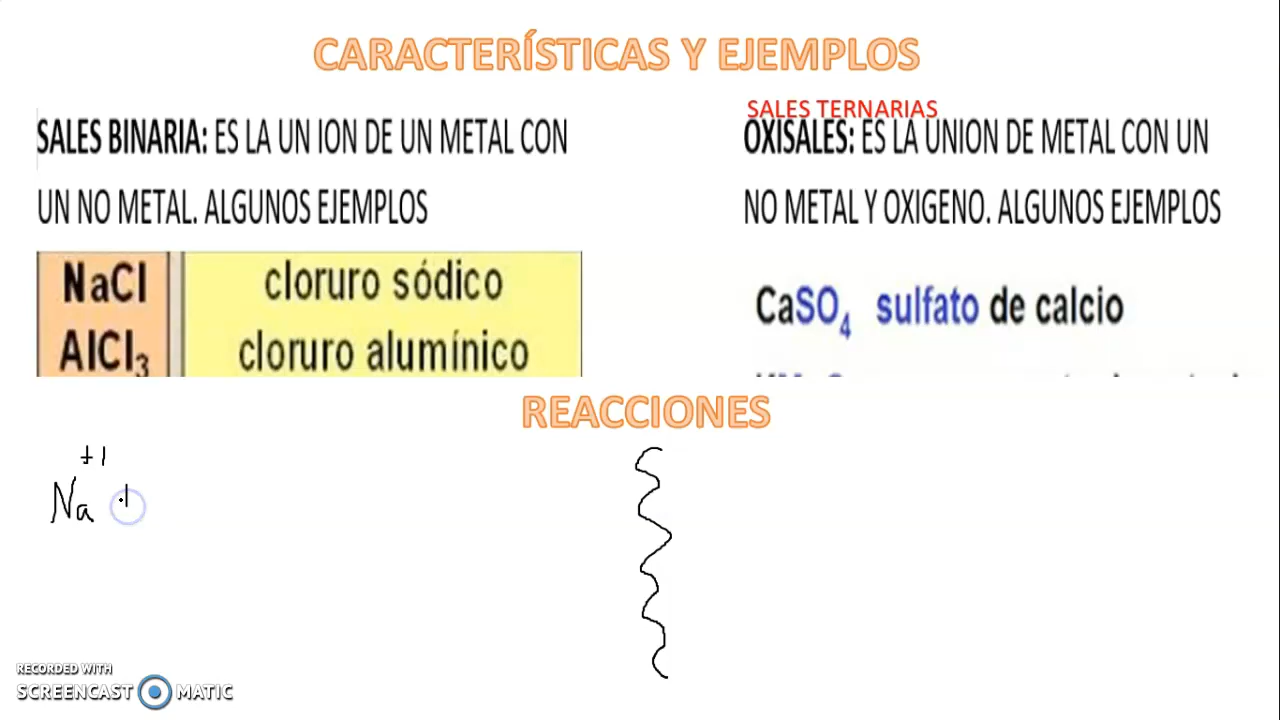 CARACTERÍSTICAS Y EJEMPLOS
SALES BINARIA: ES LA UN ION DE UN METAL CON
UN NO METAL. ALGUNOS EJEMPLOS
NaCl cloruro sódico
AlCl3 cloruro alumínico
SALES TERNARIAS
OXISALES: ES LA UNION DE METAL CON UN
NO METAL Y OXIGENO. ALGUNOS EJEMPLOS
CaSO4 sulfato de calcio
REACCIONES
+1
Na
RECORDED WITH
SCREENCAST MATIC